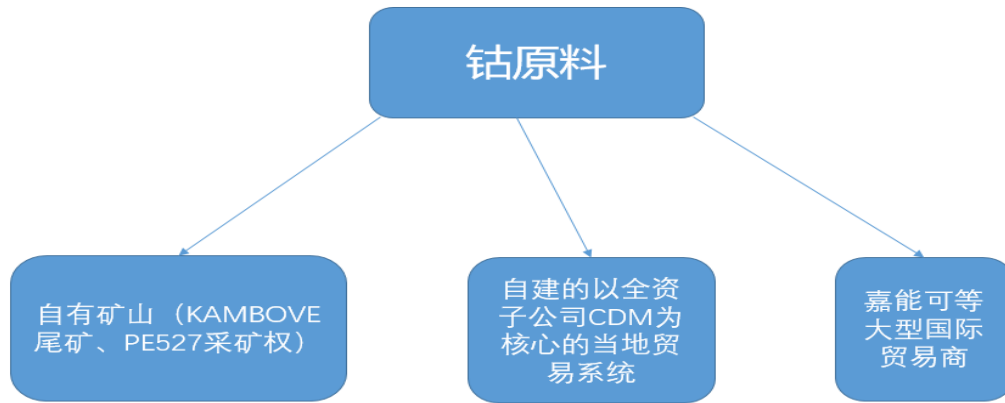 钴原料
自有矿山（KAMBOVE
尾矿、PE527采矿权）
自建的以全资
子公司CDM为
核心的当地贸
易系统
嘉能可等
大型国际
贸易商